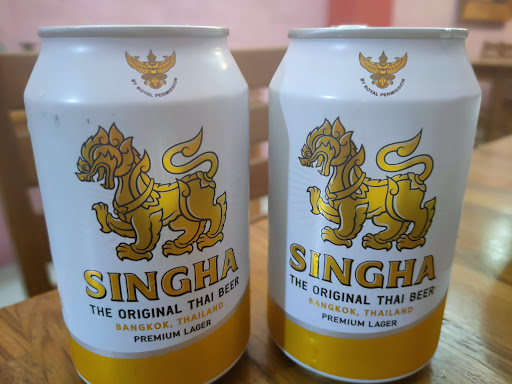 BY ROYAL PERMISSION
SINGHA
THE ORIGINAL THAI BEER
BANGKOK, THAILAND
PREMIUM LAGER
BY ROYAL PERMISSION
SINGHA
THE ORIGINAL THAI BEER
BANGKOK, THAILAND
PREMIUM LAGER